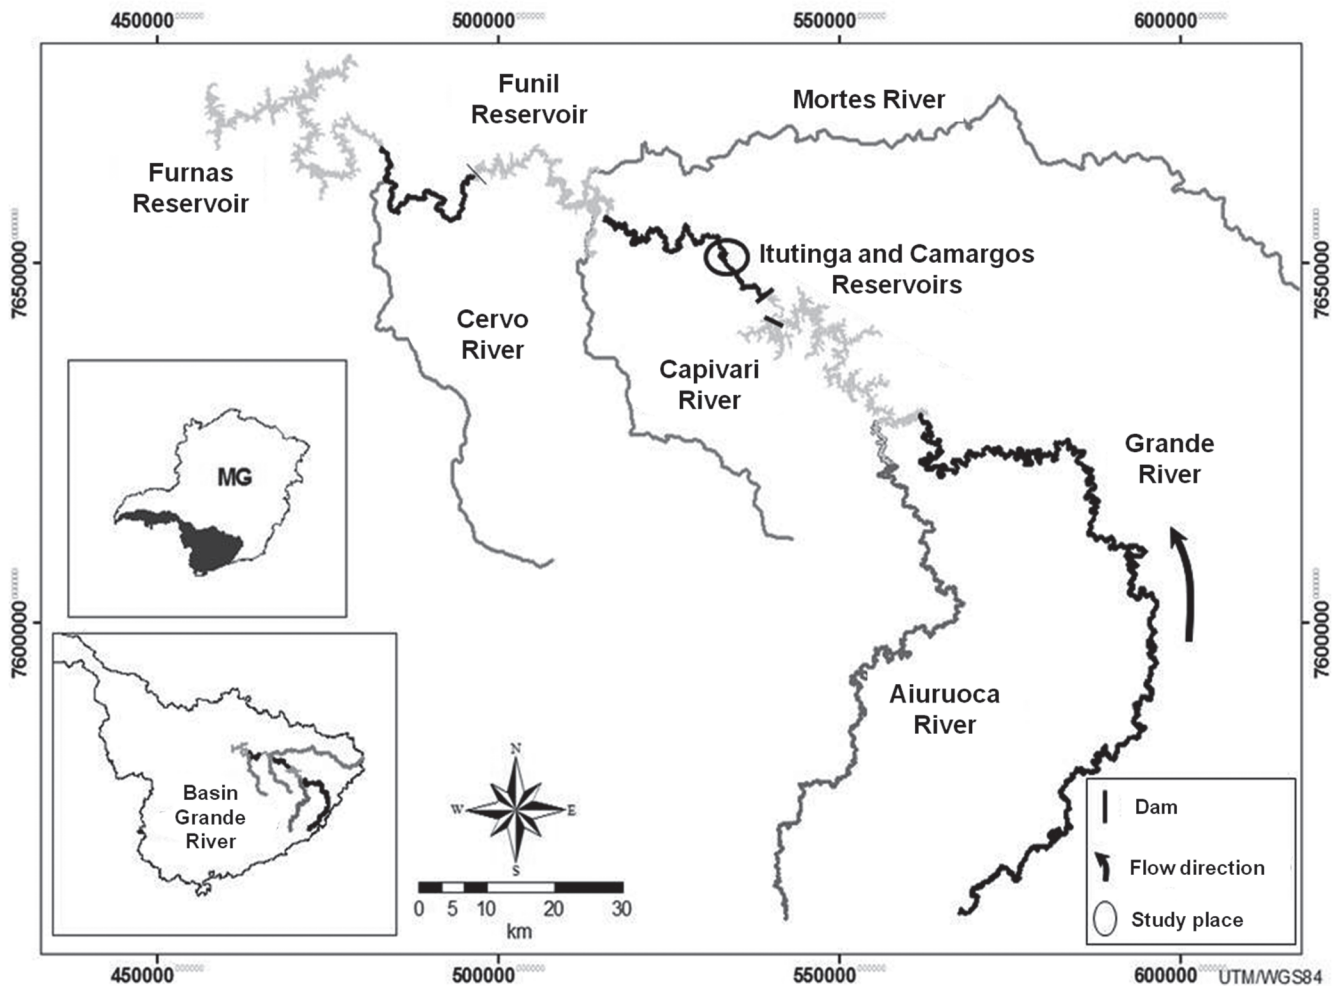 450000 500000 550000 600000
Funil
Reservoir
Mortes River
Furnas
Reservoir
7650000
7650000
Itutinga and Camargos
Reservoirs
Cervo
River
Capivari
River
Grande
River
MG
7600000
7600000
Aiuruoca
River
Basin
Grande
River
N
W
E
S
0 5 10 20 30
km
Dam
Flow direction
Study place
450000 500000 550000 600000
UTM/WGS84